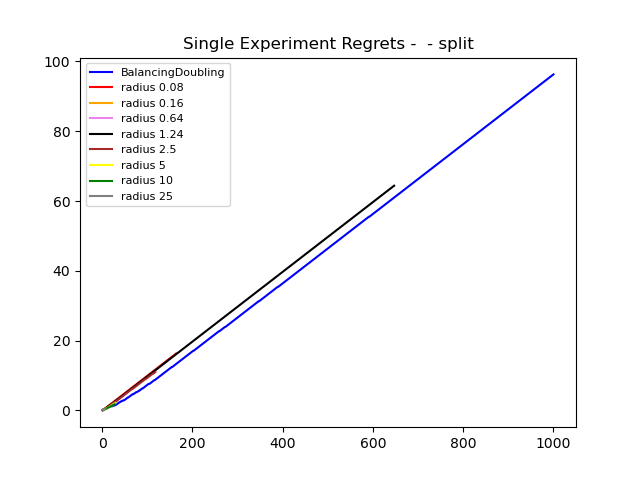 Single Experiment Regrets -  - split
100
80
60
40
20
0
BalancingDoubling
radius 0.08
radius 0.16
radius 0.64
radius 1.24
radius 2.5
radius 5
radius 10
radius 25
0 200 400 600 800 1000